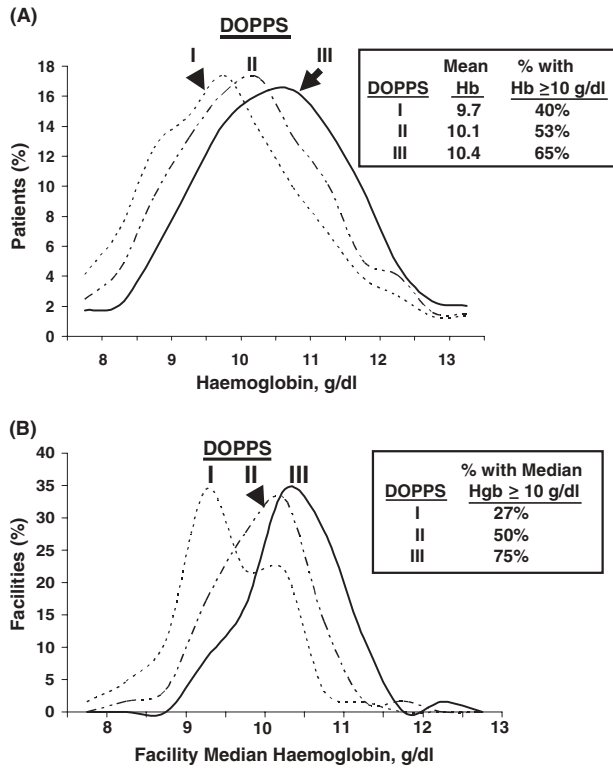 (A)
DOPPS
I II III
Mean % with
DOPPS Hb Hb ≥10 g/dl
I 9.7 40%
II 10.1 53%
III 10.4 65%
18
16
14
12
10
8
6
4
2
0
Patients (%)
8 9 10 11 12 13
Haemoglobin, g/dl
(B)
DOPPS
I II III
% with Median
DOPPS Hgb ≥ 10 g/dl
I 27%
II 50%
III 75%
40
35
30
25
20
15
10
5
0
Facilities (%)
8 9 10 11 12 13
Facility Median Haemoglobin, g/dl